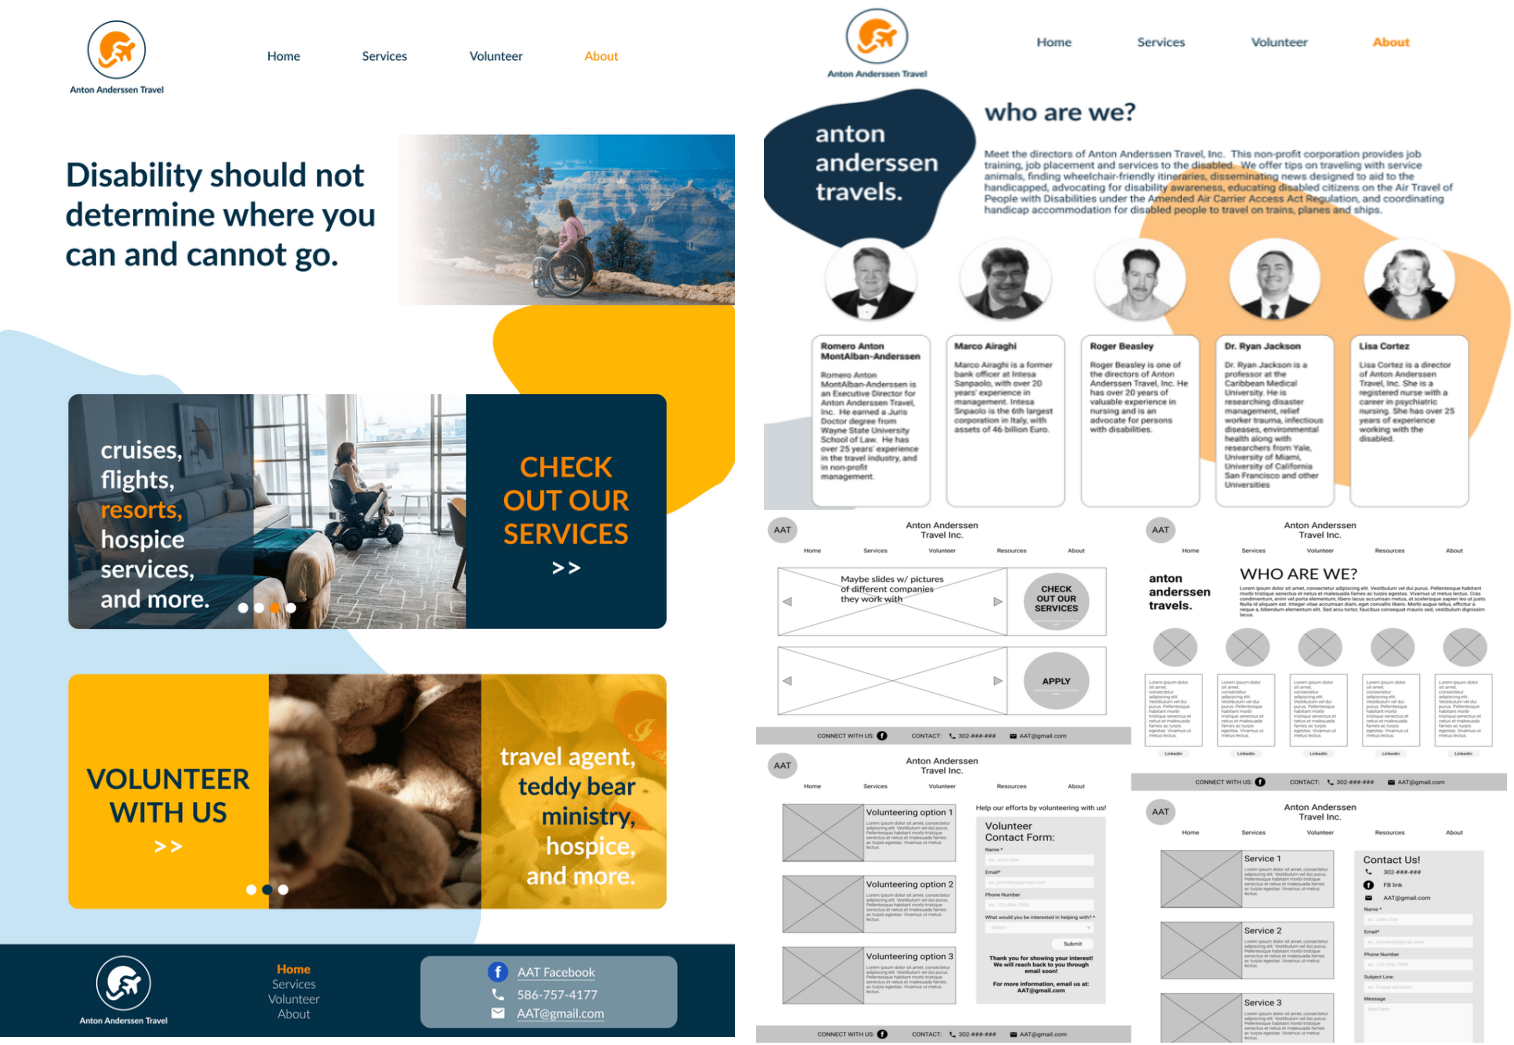 Home
Services
Volunteer
About
Anton Anderssen Travel
Disability should not
determine where you
can and cannot go.
cruises,
flights,
resorts,
hospice
services,
and more.
CHECK
OUT OUR
SERVICES
>>
VOLUNTEER
WITH US
>>
travel agent,
teddy bear
ministry,
hospice,
and more.
Anton Anderssen Travel
Home
Services
Volunteer
About
f AAT Facebook
586-757-4177
AAT@gmail.com
Anton Anderssen Travel
Home
Services
Volunteer
About
anton
anderssen
travels.
who are we?
Meet the directors of Anton Anderssen Travel, Inc. This non-profit corporation provides job
training, job placement and services to the disabled. We offer tips on traveling with service
animals, finding wheelchair-friendly itineraries, disseminating news designed to aid to the
handicapped, advocating for disability awareness, educating disabled citizens on the Air Travel of
People with Disabilities under the Amended Air Carrier Access Act Regulation, and coordinating
handicap accommodation for disabled people to travel on trains, planes and ships.
Romero Anton
MontAlban-Anderssen
Romero Anton
MontAlban-Anderssen is
an Executive Director for
Anton Anderssen Travel,
Inc. He earned a Juris
Doctor degree from
Wayne State University
School of Law. He has
over 25 years' experience
in the travel industry, and
in non-profit
management.
Marco Airaghi
Marco Airaghi is a former
bank officer at Intesa
Sanpaolo, with over 20
years' experience in
management. Intesa
Snpaolo is the 6th largest
corporation in Italy, with
assets of 46 billion Euro.
Roger Beasley
Roger Beasley is one of
the directors of Anton
Anderssen Travel, Inc. He
has over 20 years of
valuable experience in
nursing and is an
advocate for persons
with disabilities.
Dr. Ryan Jackson
Dr. Ryan Jackson is a
professor at the
Caribbean Medical
University. He is
researching disaster
management, relief
worker trauma, infectious
diseases, environmental
health along with
researchers from Yale,
University of Miami,
University of California
San Francisco and other
Universities
Lisa Cortez
Lisa Cortez is a director
of Anton Anderssen
Travel, Inc. She is a
registered nurse with a
career in psychiatric
nursing. She has over 25
years of experience
working with the
disabled.
AAT
Anton Anderssen
Travel Inc.
Home
Services
Volunteer
Resources
About
Maybe slides w/ pictures
of different companies
they work with
CHECK
OUT OUR
SERVICES
APPLY
CONNECT WITH US: f
CONTACT: 302-###-####
AAT@gmail.com
AAT
Anton Anderssen
Travel Inc.
Home
Services
Volunteer
Resources
About
anton
anderssen
travels.
WHO ARE WE?
LinkedIn
LinkedIn
LinkedIn
LinkedIn
LinkedIn
CONNECT WITH US: f
CONTACT: 302-###-####
AAT@gmail.com
AAT
Anton Anderssen
Travel Inc.
Home
Services
Volunteer
Resources
About
Volunteering option 1
Volunteering option 2
Volunteering option 3
Help our efforts by volunteering with us!
Volunteer
Contact Form:
Name *
Email*
Phone Number
What would you be interested in helping with? *
- Select -
Submit
Thank you for showing your interest!
We will reach back to you through
email soon!
For more information, email us at:
AAT@gmail.com
CONNECT WITH US: f
CONTACT: 302-###-####
AAT@gmail.com
AAT
Anton Anderssen
Travel Inc.
Home
Services
Volunteer
Resources
About
Service 1
Service 2
Service 3
Contact Us!
302-###-####
f FB link
AAT@gmail.com
Name *
Email*
Phone Number
Subject Line:
Message
type here